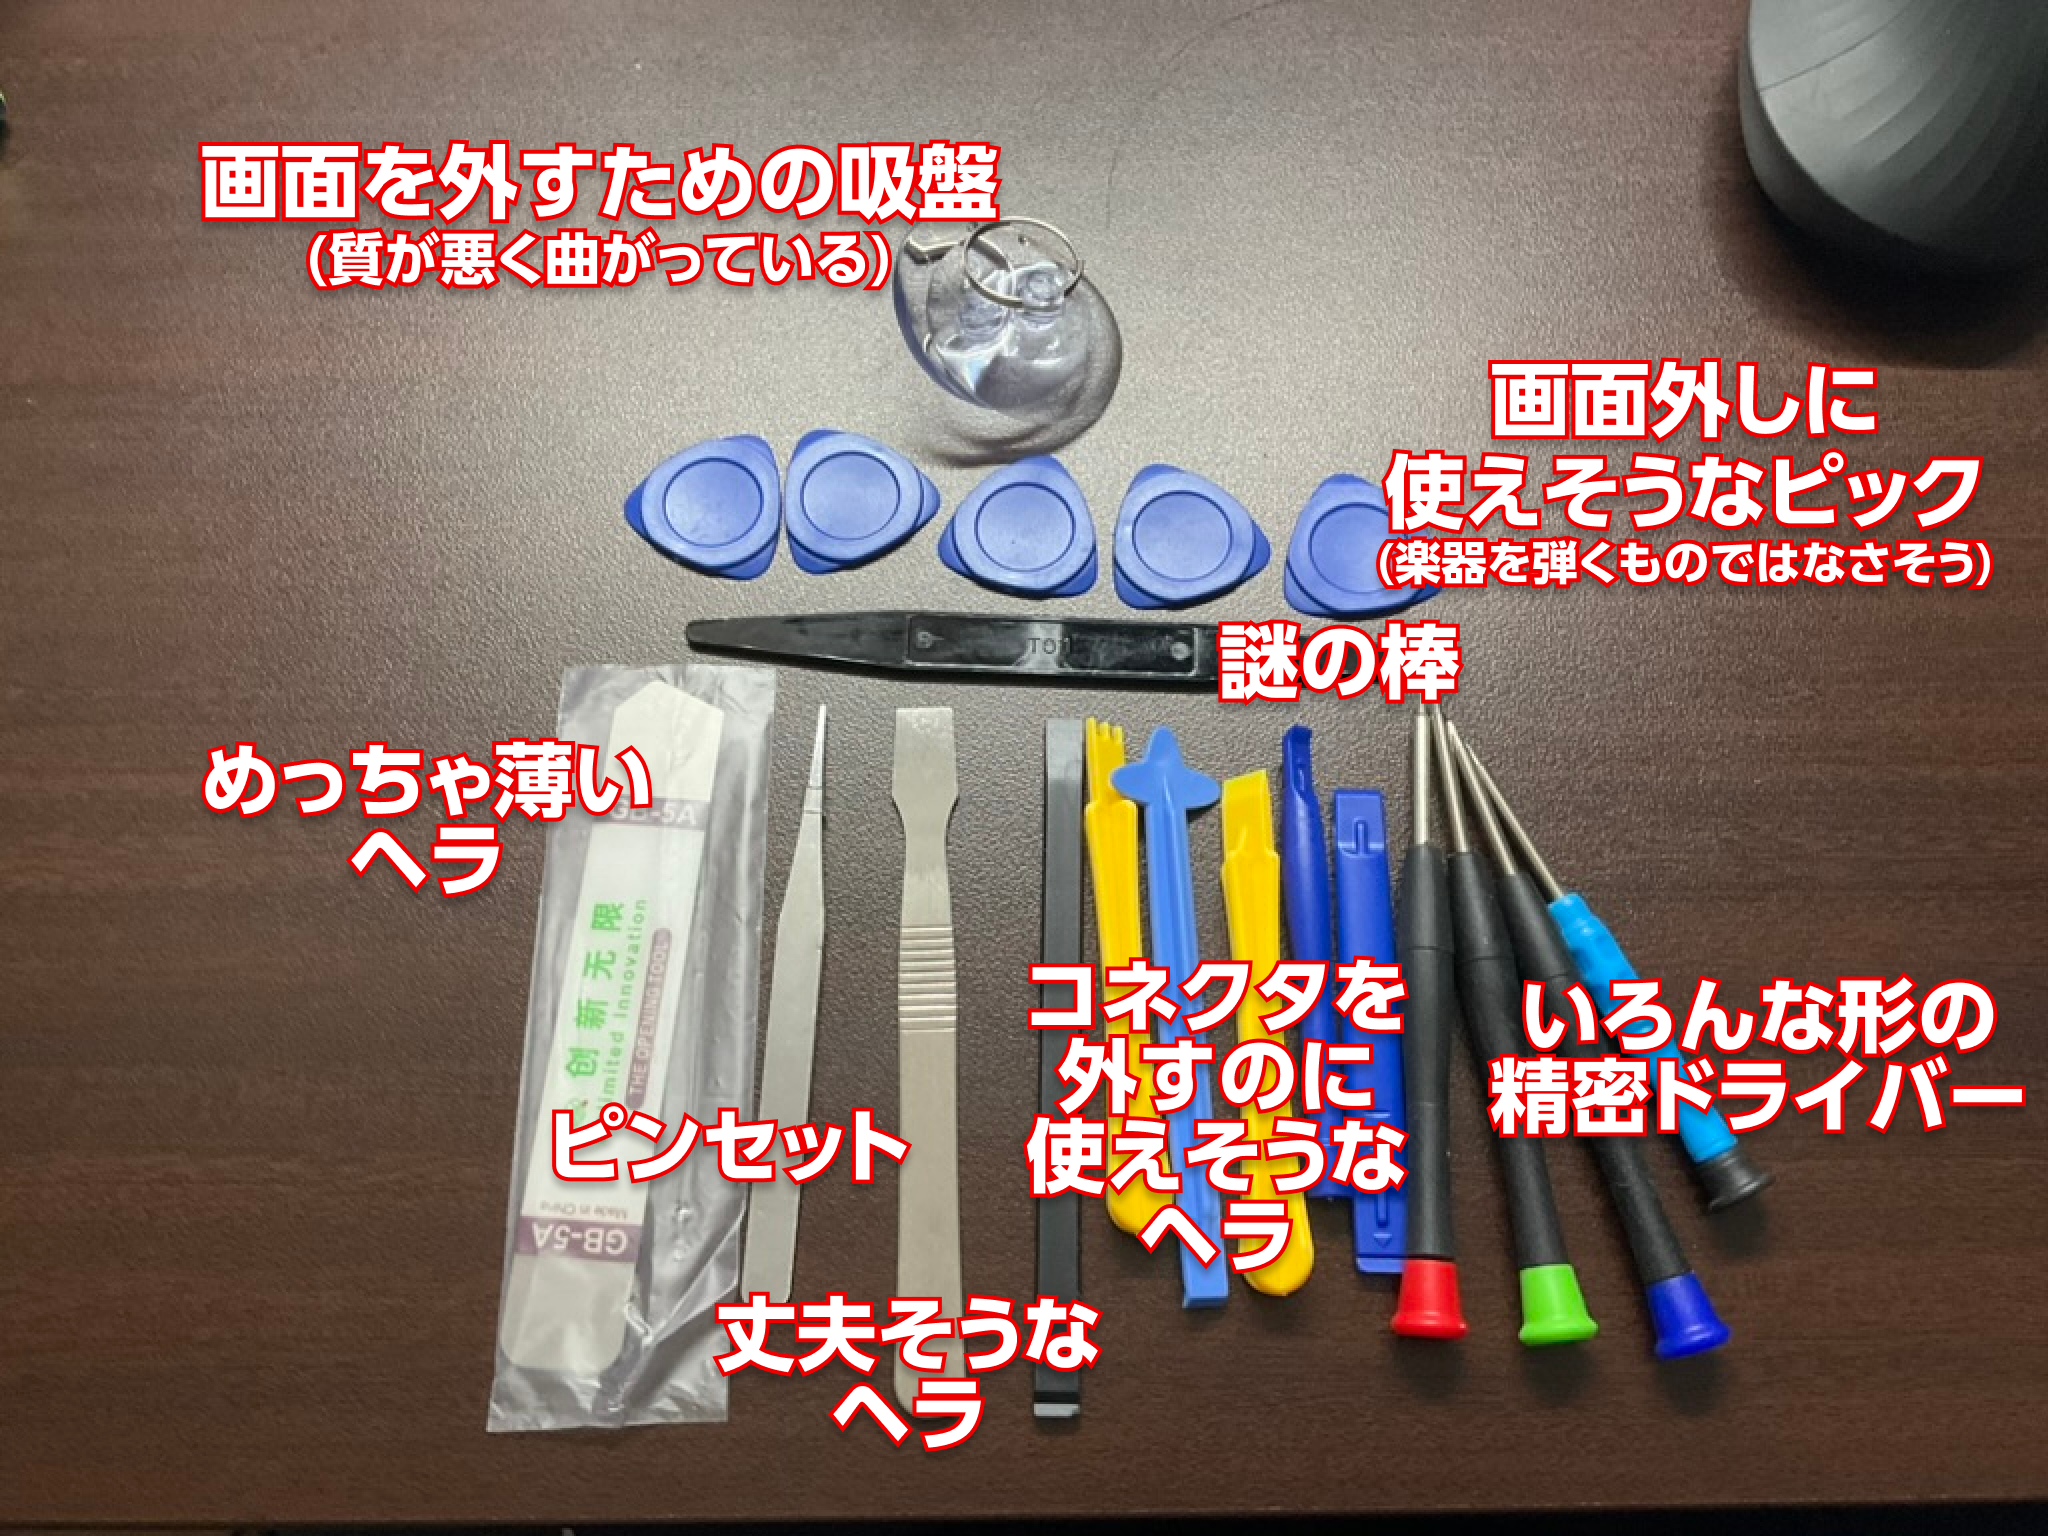 画面を外すための吸盤
(質が悪く曲がっている)
画面外しに
使えそうなピック
(楽器を弾くものではなさそう)
謎の棒
めっちゃ薄い
ヘラ
GB-5A
创新无限
THE OPENING TOOL
Made in China
GB-5A
ピンセット
丈夫そうな
ヘラ
コネクタを
外すのに
使えそうな
ヘラ
いろんな形の
精密ドライバー